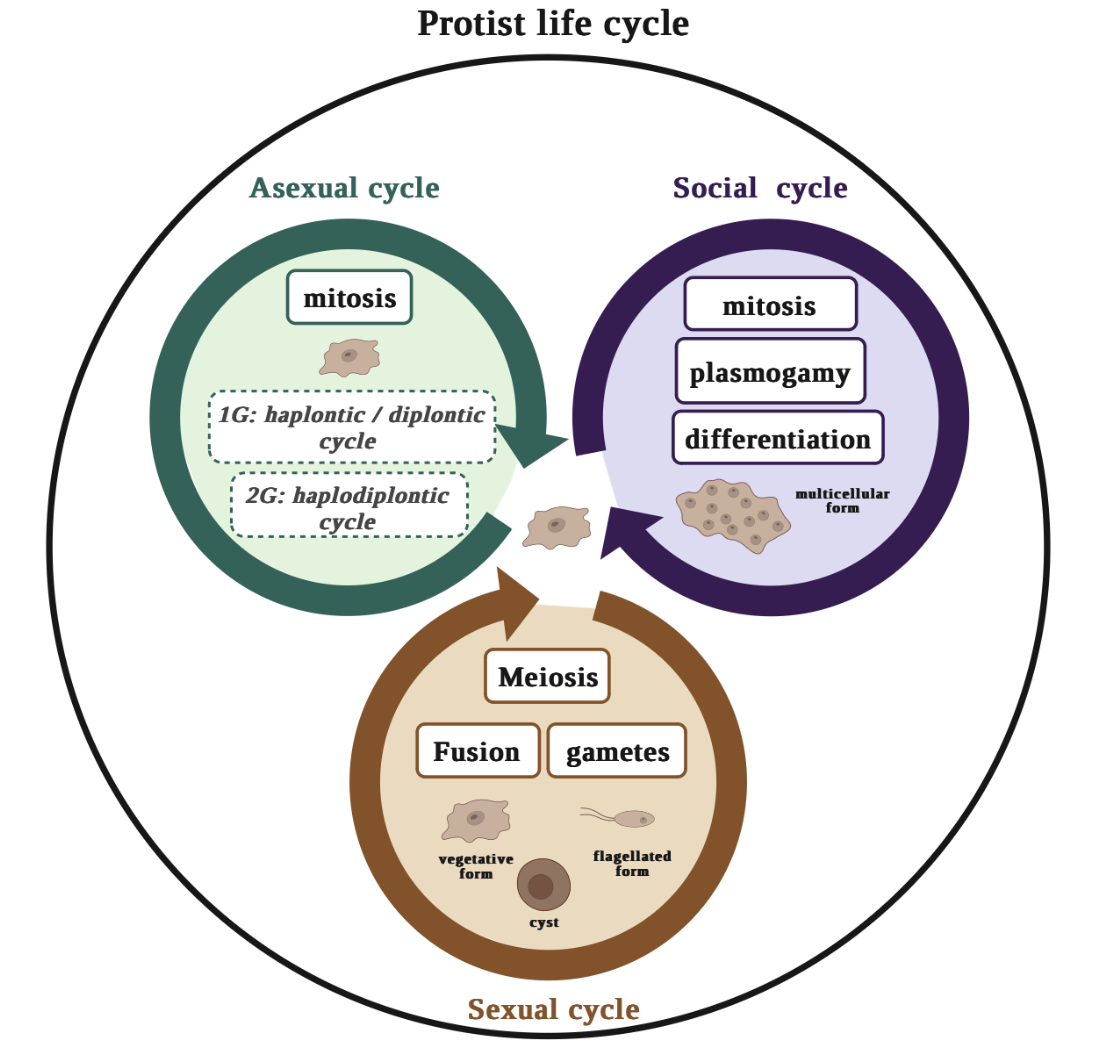 Protist life cycle
Asexual cycle
mitosis
1G: haplontic / diplontic
cycle
2G: haplodiplontic
cycle
Social cycle
mitosis
plasmogamy
differentiation
multicellular
form
Meiosis
Fusion
gametes
vegetative
form
flagellated
form
cyst
Sexual cycle